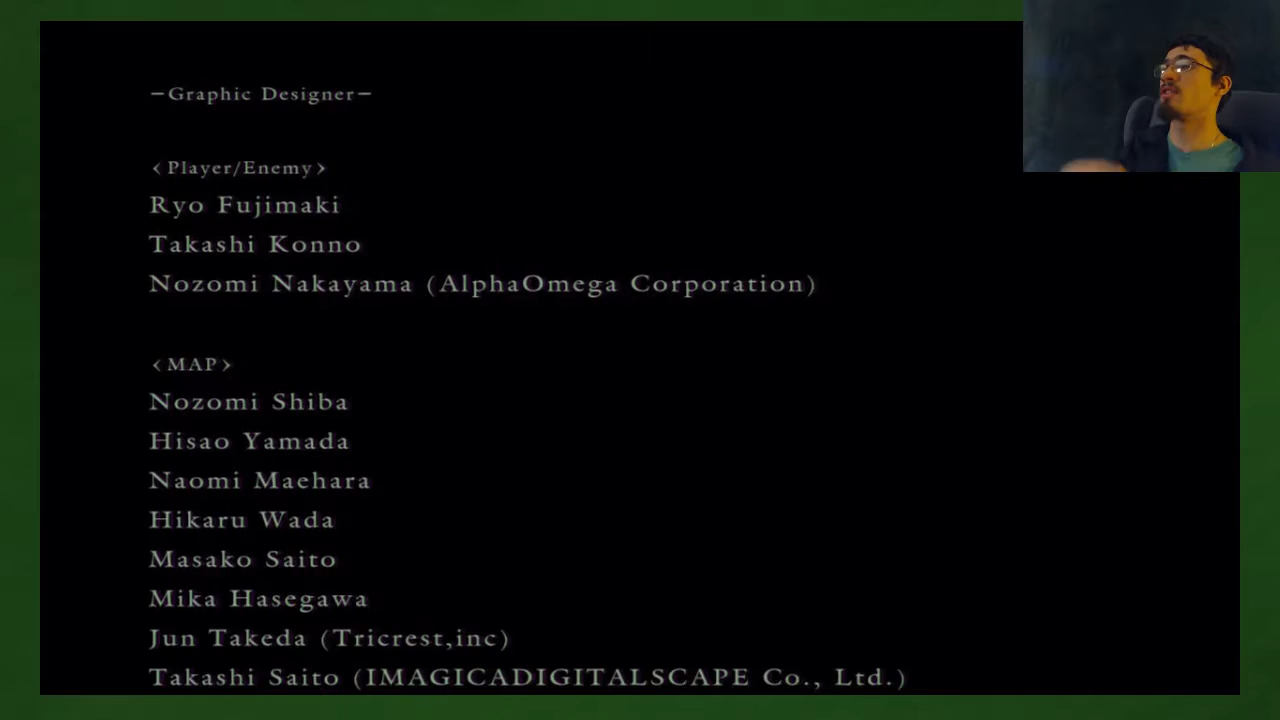 −Graphic Designer−
<Player/Enemy>
Ryo Fujimaki
Takashi Konno
Nozomi Nakayama (AlphaOmega Corporation)
<MAP>
Nozomi Shiba
Hisao Yamada
Naomi Maehara
Hikaru Wada
Masako Saito
Mika Hasegawa
Jun Takeda (Tricrest,inc)
Takashi Saito (IMAGICADIGITALSCAPE Co., Ltd.)